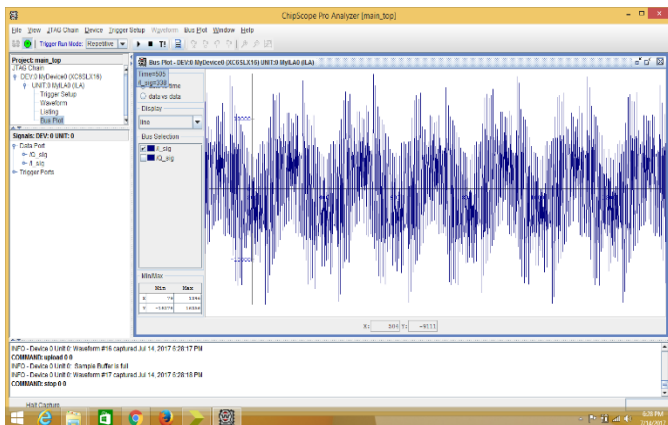 ChipScope Pro Analyzer [main_top]
File View JTAG Chain Device Trigger Setup Waveform Bus Plot Window Help
Trigger Run Mode: Repetitive T!
Project: main_top
JTAG Chain
DEV:0 MyDevice0 (XC6SLX16)
UNIT:0 MyILA0 (ILA)
Trigger Setup
Waveform
Listing
Bus Plot
Signals: DEV: 0 UNIT: 0
Data Port
/Q_sig
/I_sig
Trigger Ports
Bus Plot - DEV:0 MyDevice0 (XC6SLX16) UNIT:0 MyILA0 (ILA)
data vs data
Display
line
Bus Selection
/I_sig
/Q_sig
Min/Max
Min Max
X
Y
X: Y: -9111
INFO - Device 0 Unit 0: Waveform #16 captured Jul 14, 2017 6:28:17 PM
COMMAND: upload 0 0
INFO - Device 0 Unit 0: Sample Buffer is full
INFO - Device 0 Unit 0: Waveform #17 captured Jul 14, 2017 6:28:18 PM
COMMAND: stop 0 0
Halt Capture